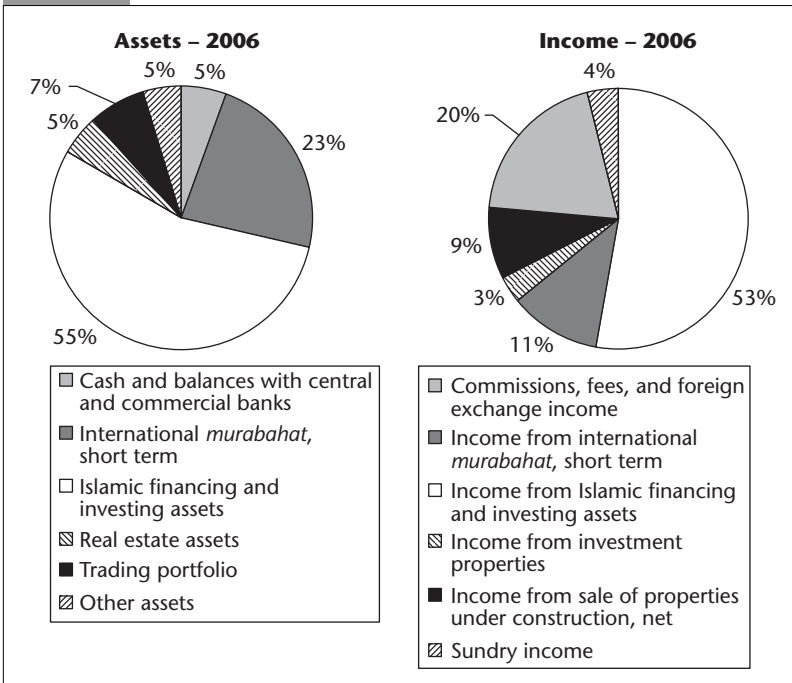 Assets – 2006
5%
5%
7%
5%
23%
55%
Cash and balances with central
and commercial banks
International murabahat,
short term
Islamic financing and
investing assets
Real estate assets
Trading portfolio
Other assets
Income – 2006
4%
20%
9%
3%
11%
53%
Commissions, fees, and foreign
exchange income
Income from international
murabahat, short term
Income from Islamic financing
and investing assets
Income from investment
properties
Income from sale of properties
under construction, net
Sundry income